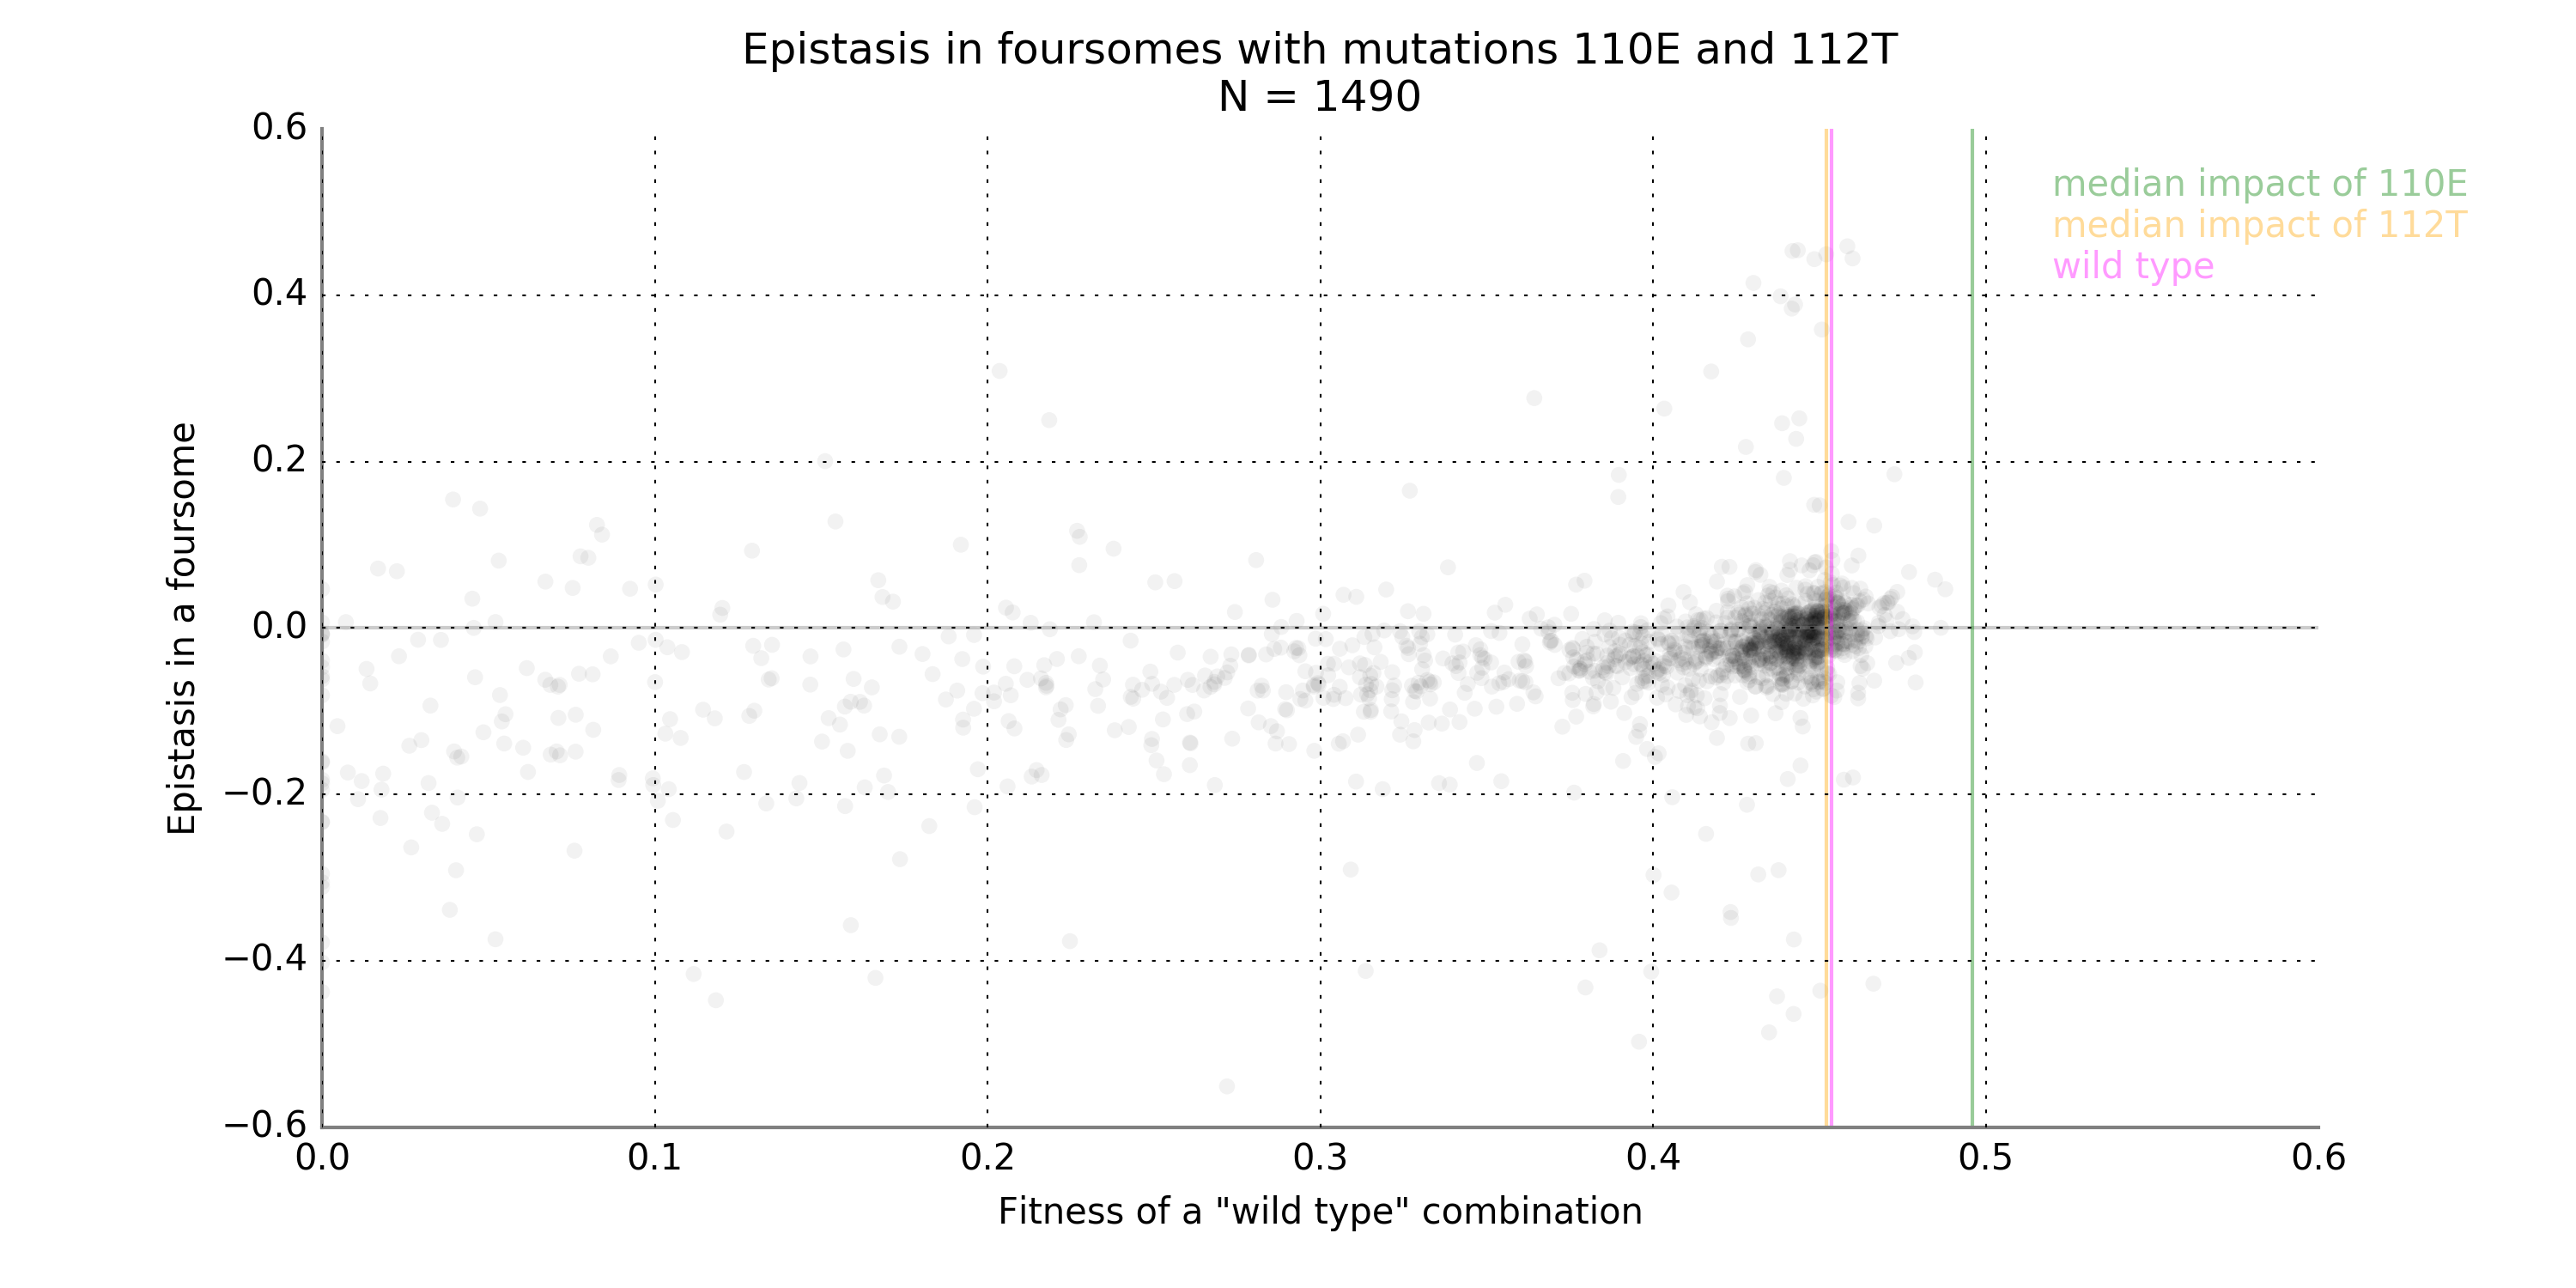 Epistasis in foursomes with mutations 110E and 112T
N = 1490
0.6
0.4
0.2
0.0
−0.2
−0.4
−0.6
Epistasis in a foursome
median impact of 110E
median impact of 112T
wild type
0.0 0.1 0.2 0.3 0.4 0.5 0.6
Fitness of a "wild type" combination